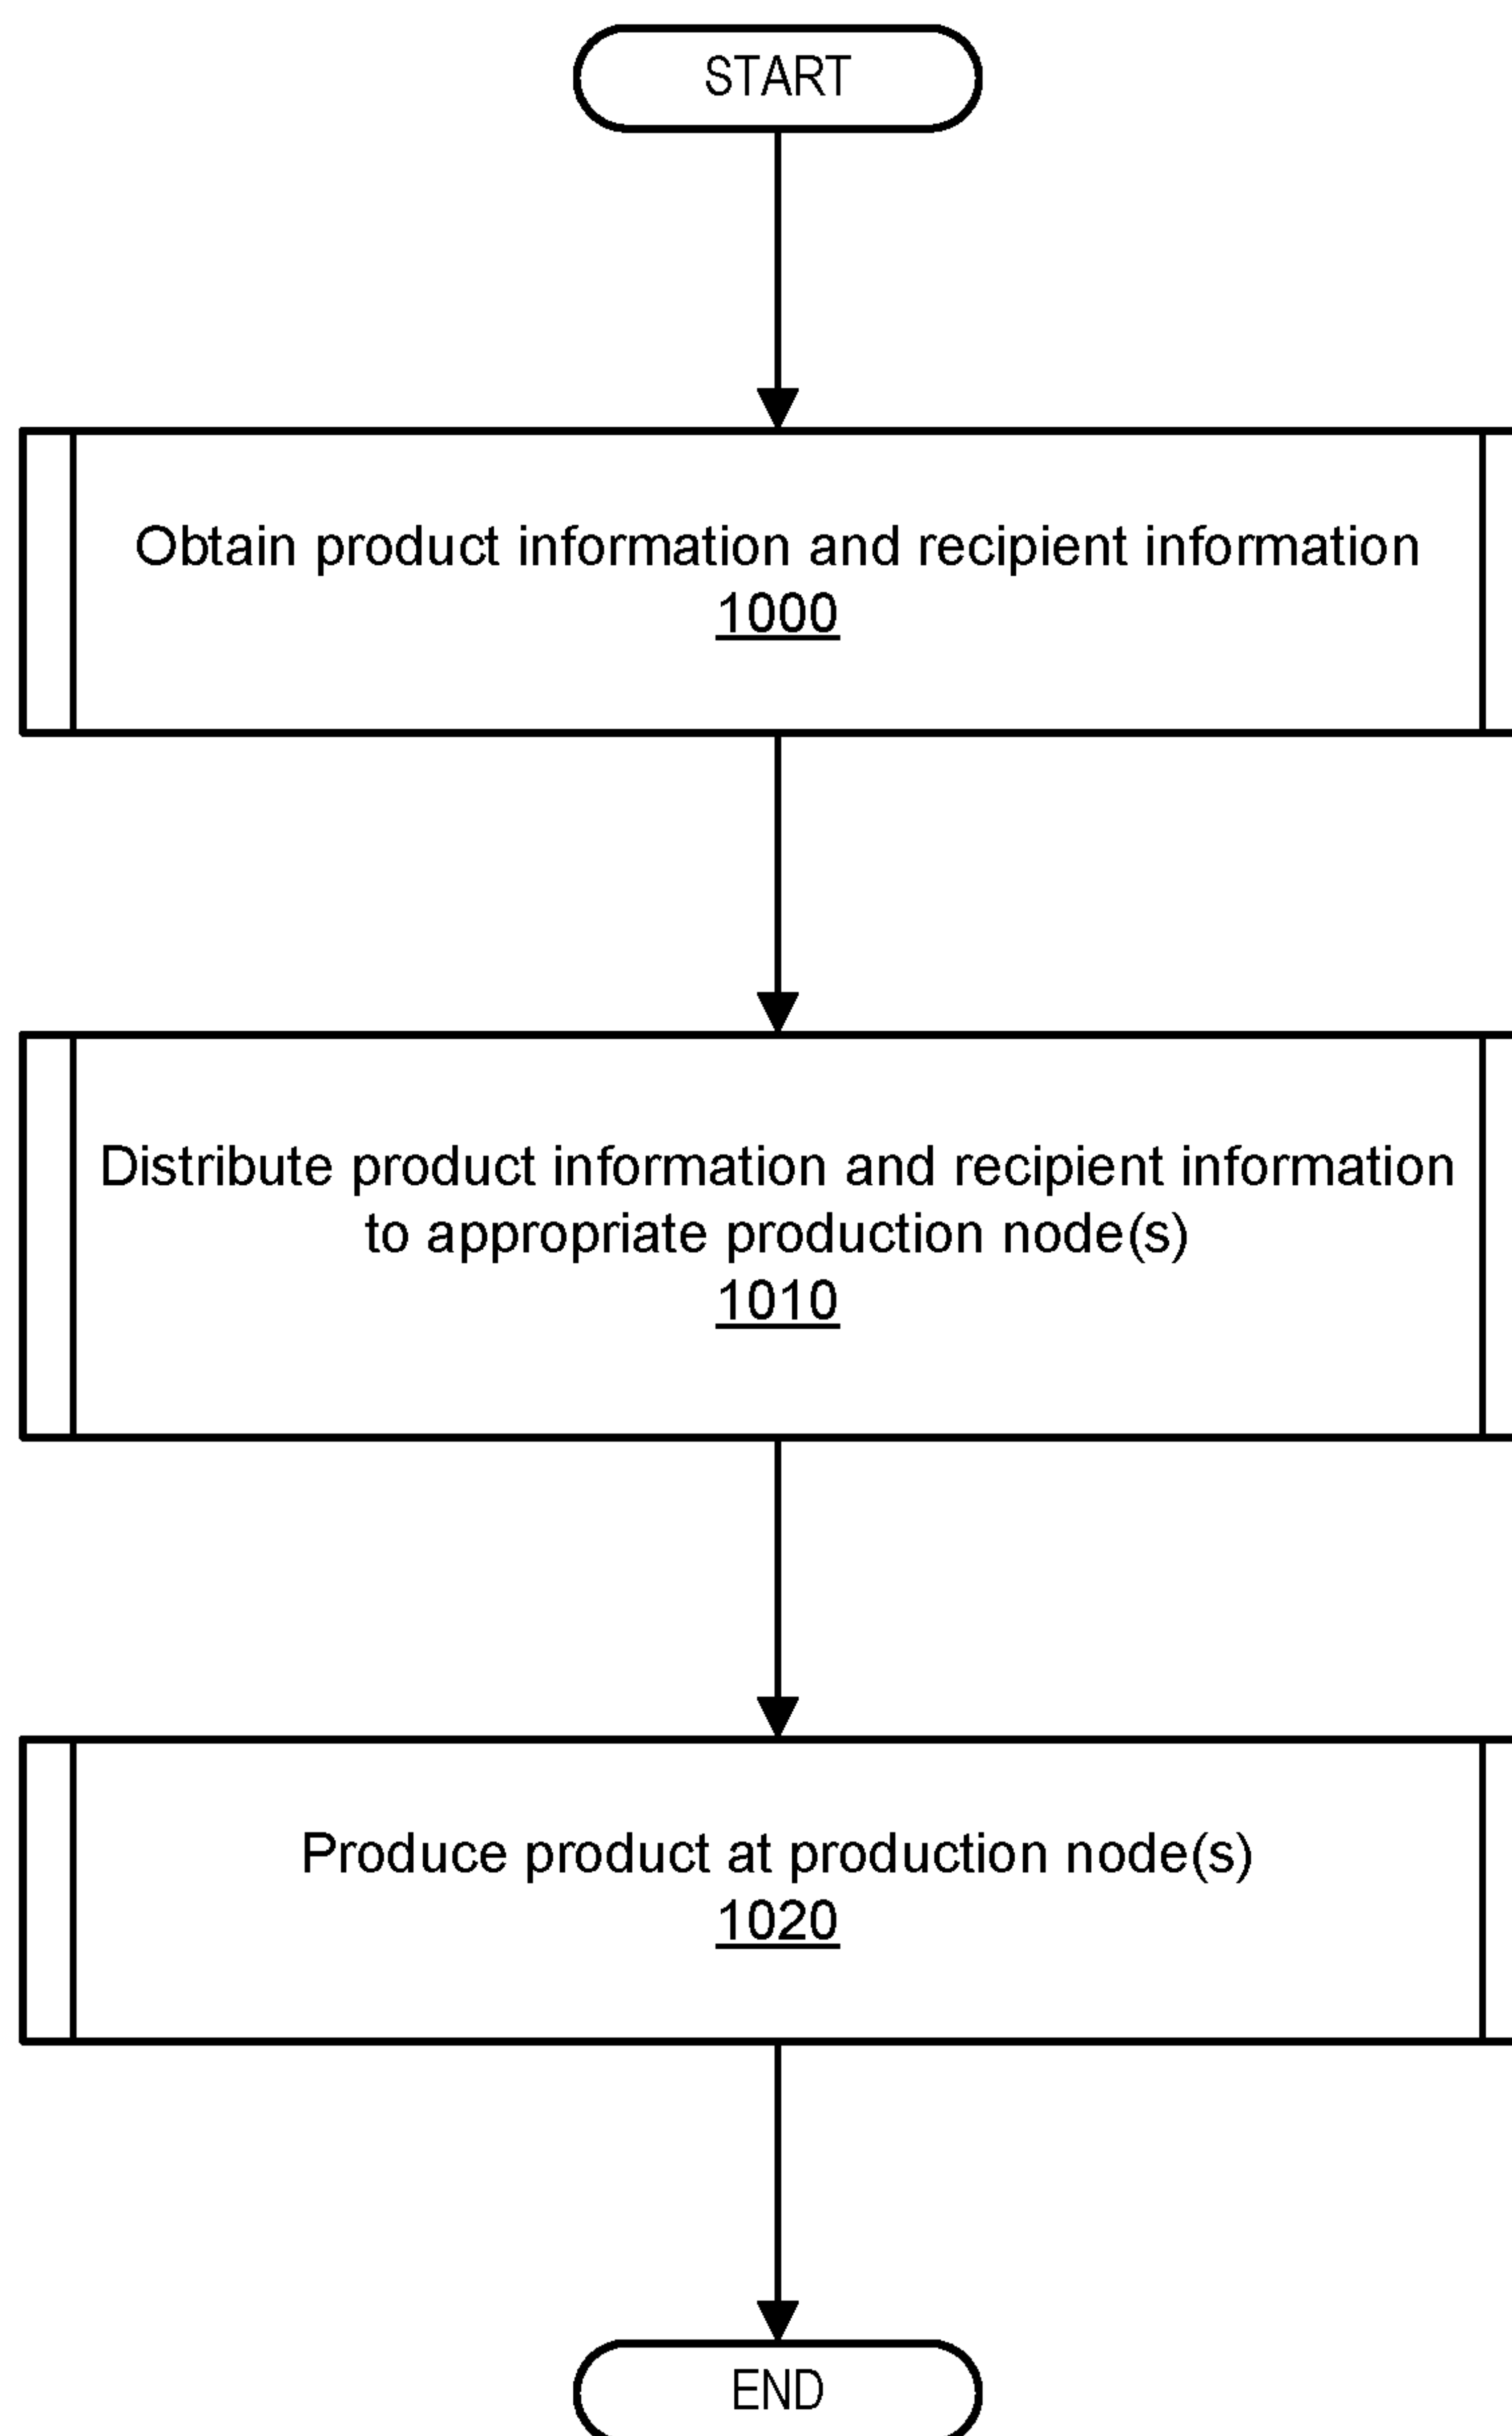 START
Obtain product information and recipient information
1000
Distribute product information and recipient information
to appropriate production node(s)
1010
Produce product at production node(s)
1020
END